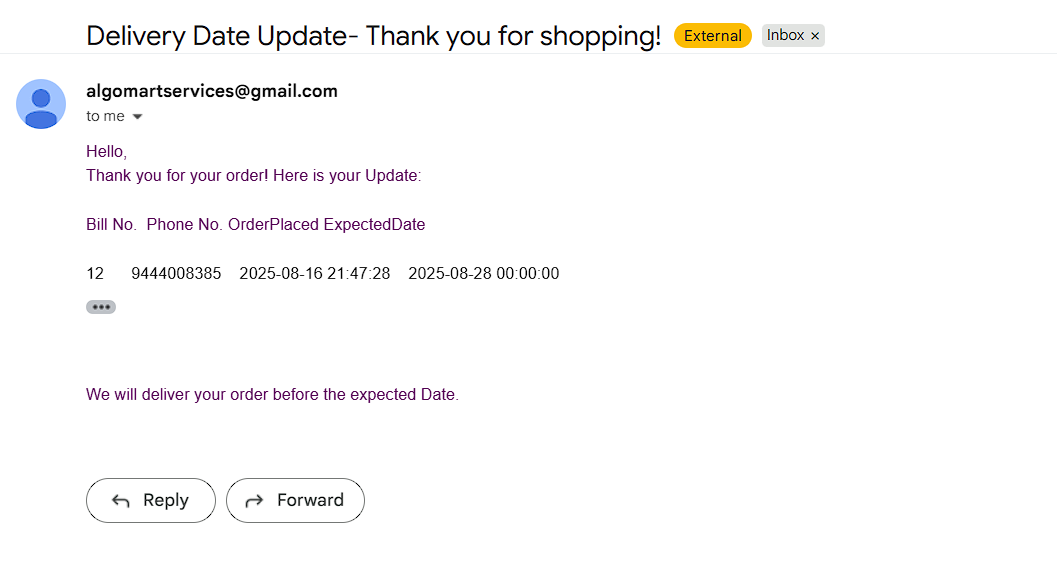 Delivery Date Update- Thank you for shopping! External Inbox ×
algomartservices@gmail.com
to me
Hello,
Thank you for your order! Here is your Update:
Bill No. Phone No. OrderPlaced ExpectedDate
12 9444008385 2025-08-16 21:47:28 2025-08-28 00:00:00
We will deliver your order before the expected Date.
Reply Forward